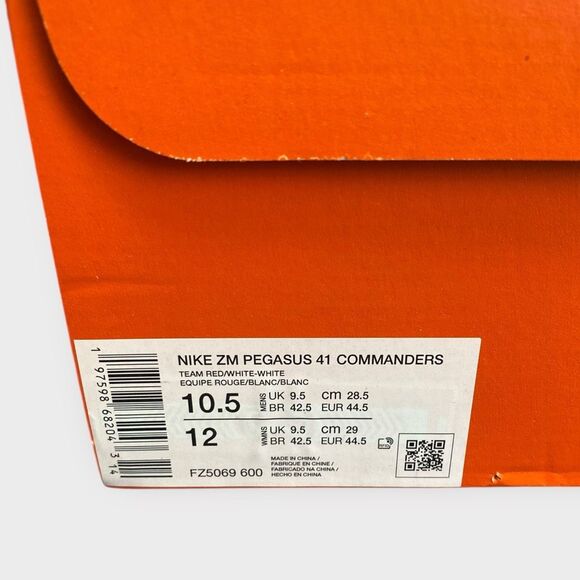 NIKE ZM PEGASUS 41 COMMANDERS
TEAM RED/WHITE-WHITE
EQUIPE ROUGE/BLANC/BLANC
10.5 MENS UK 9.5 cm 28.5
BR 42.5 EUR 44.5
12 WMNS UK 9.5 cm 29
BR 42.5 EUR 44.5
MADE IN CHINA /
FABRIQUÉ EN CHINE /
FABRICADO NA CHINA /
HECHO EN CHINA
FZ5069 600
1 97598 68204 3 14